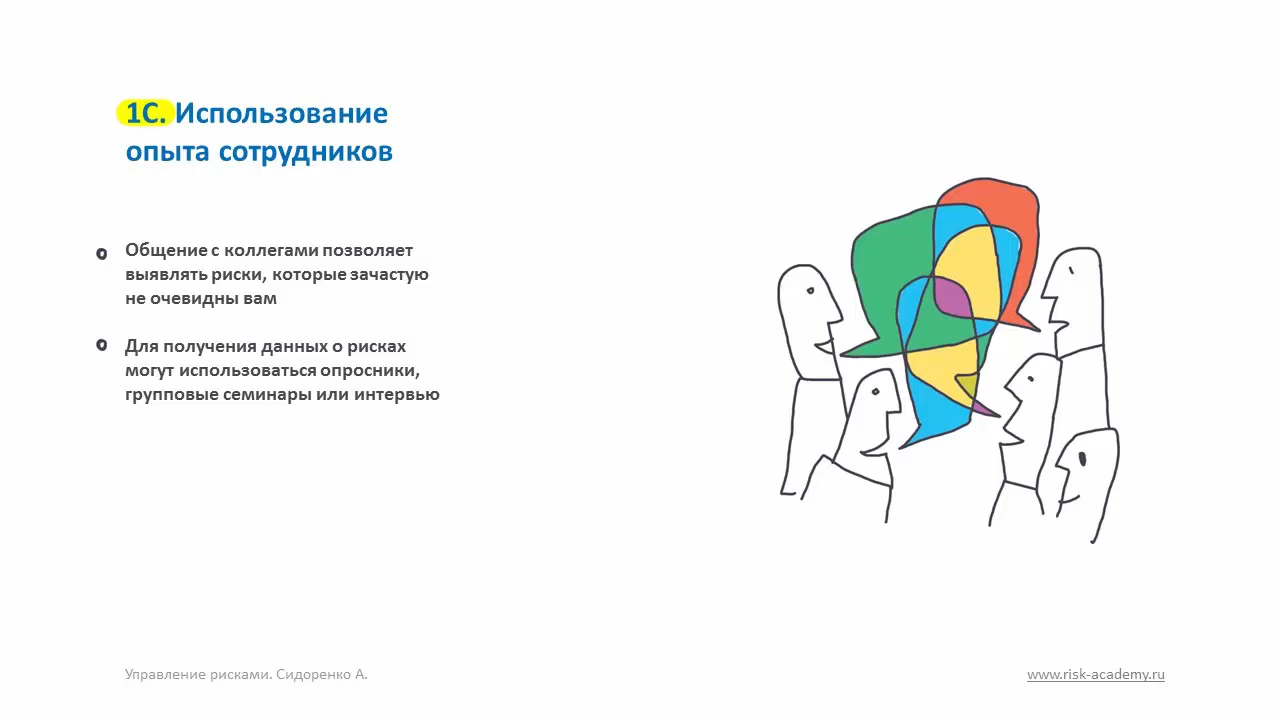 1С. Использование
опыта сотрудников
Общение с коллегами позволяет
выявлять риски, которые зачастую
не очевидны вам
Для получения данных о рисках
могут использоваться опросники,
групповые семинары или интервью
Управление рисками. Сидоренко А.
www.risk-academy.ru